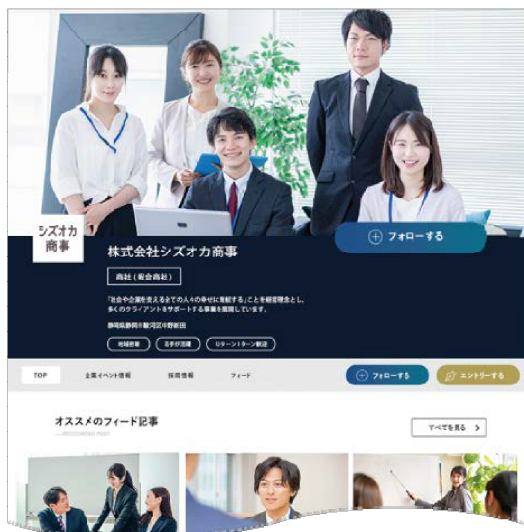 シズオカ
商事
フォローする
株式会社シズオカ商事
商社(総合商社)
「社会や企業を支える全ての人々の幸せに貢献する」ことを経営理念とし、
多くのクライアントをサポートする事業を展開しています。
静岡県静岡市駿河区中野新田
地域密着
若手が活躍
Uターン Iターン歓迎
TOP
企業イベント情報
採用情報
フィード
フォローする
エントリーする
オススメのフィード記事
すべてを見る